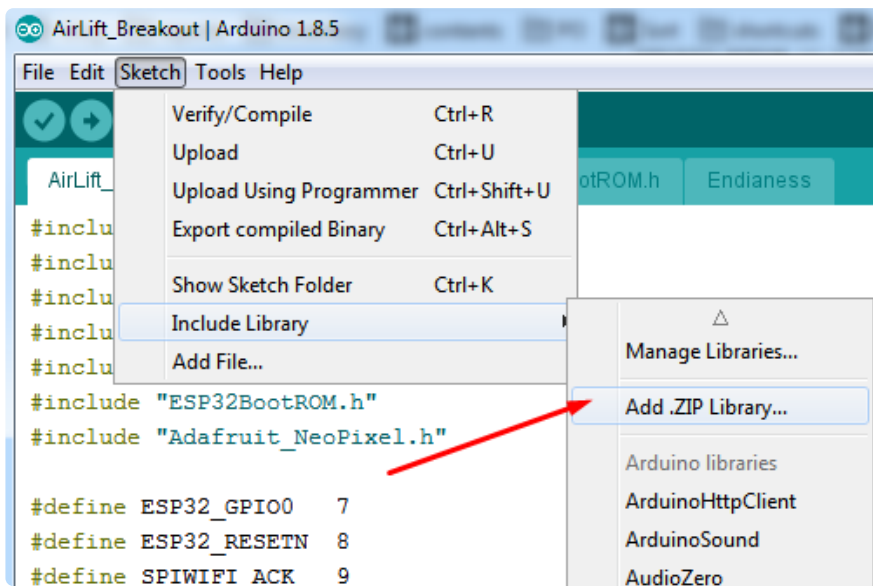 AirLift_Breakout | Arduino 1.8.5
File Edit Sketch Tools Help
Verify/Compile Ctrl+R
Upload Ctrl+U
Upload Using Programmer Ctrl+Shift+U
Export compiled Binary Ctrl+Alt+S
Show Sketch Folder Ctrl+K
Include Library
Add File...
AirLift_ otROM.h Endianess
#inclu
#inclu
#inclu
#inclu
#inclu
#include "ESP32BootROM.h"
#include "Adafruit_NeoPixel.h"
#define ESP32_GPIO0 7
#define ESP32_RESETN 8
#define SPIWIFI_ACK 9
Manage Libraries...
Add .ZIP Library...
Arduino libraries
ArduinoHttpClient
ArduinoSound
AudioZero